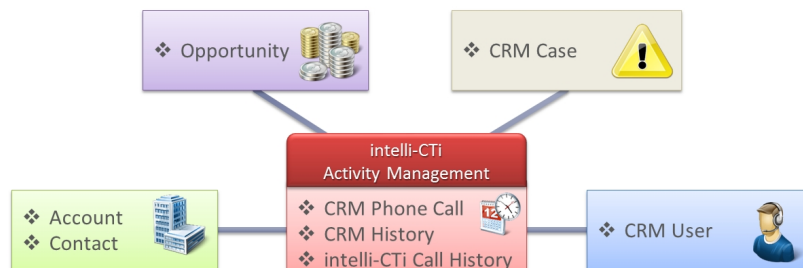 ❖ Opportunity
❖ CRM Case
intelli-CTi
Activity Management
❖ Account
❖ Contact
❖ CRM Phone Call
12
❖ CRM History
❖ intelli-CTi Call History
❖ CRM User